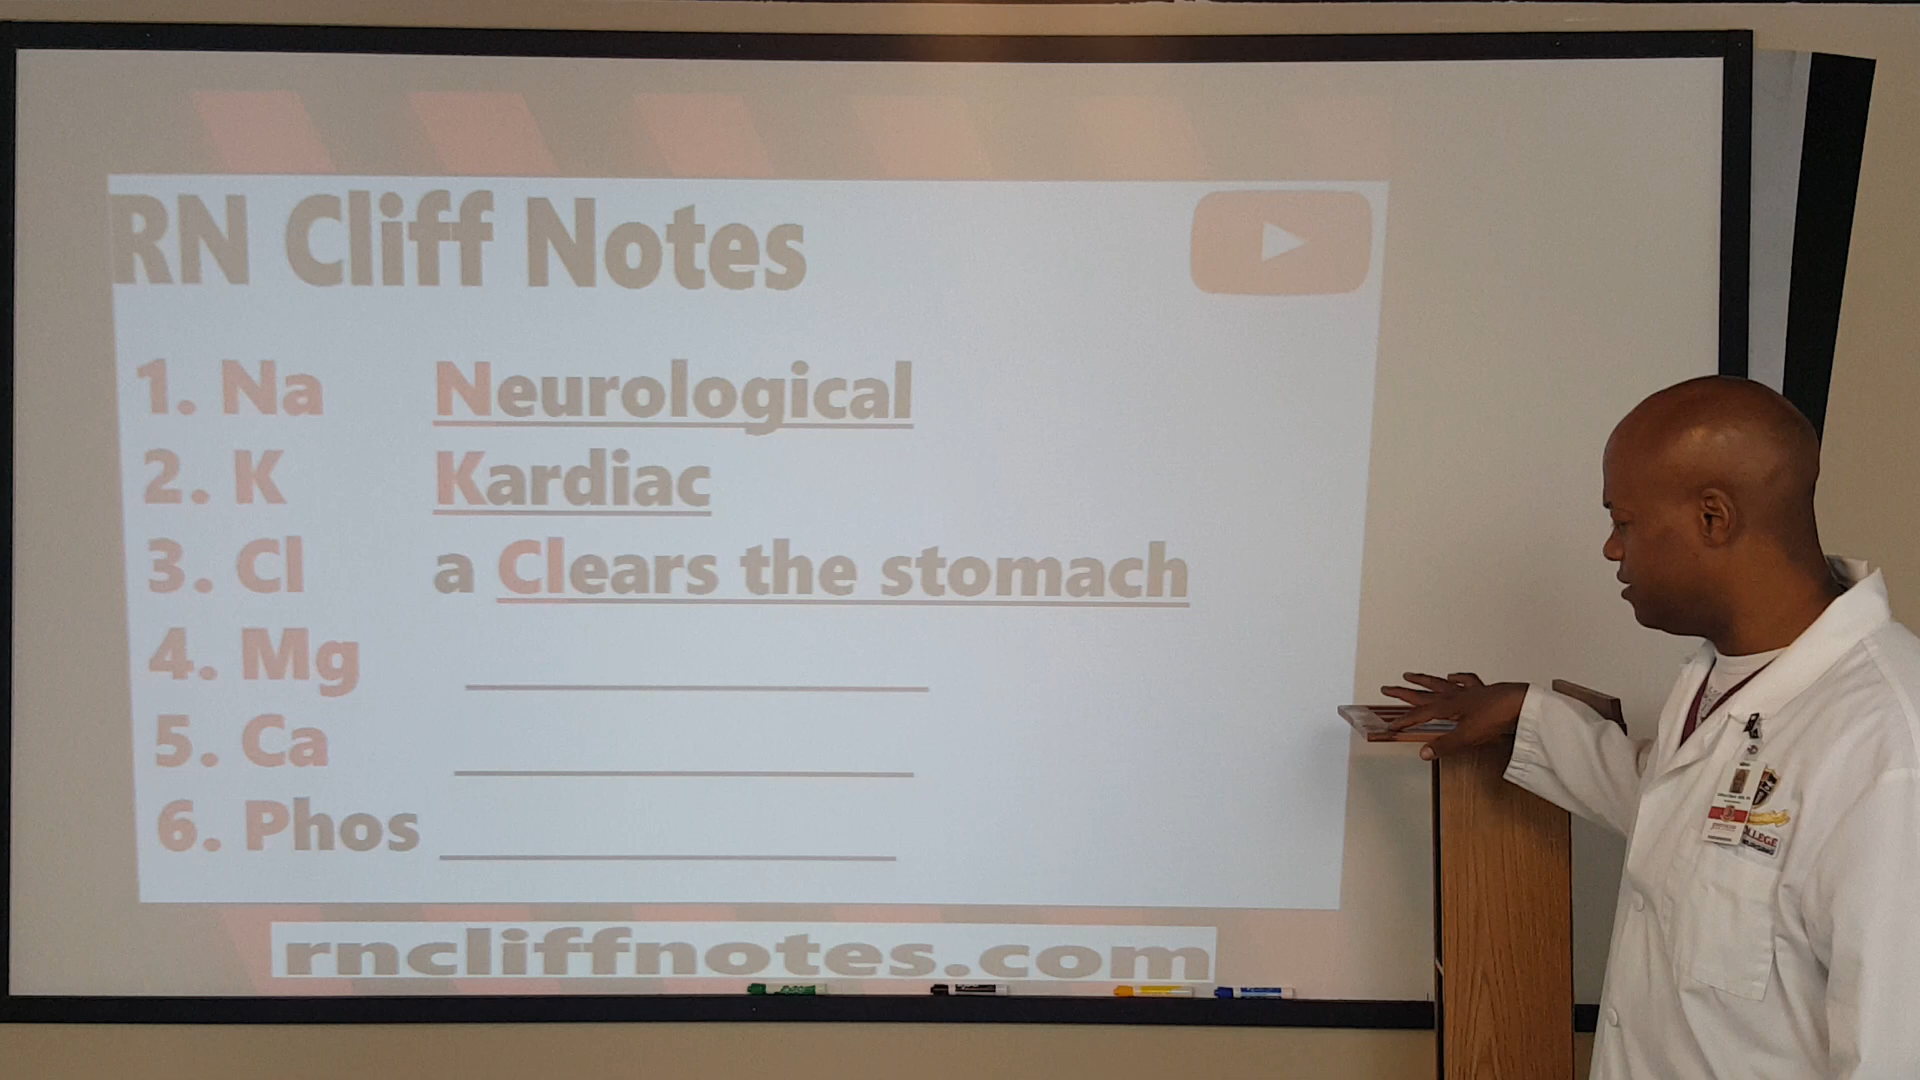 RN Cliff Notes
1. Na Neurological
2. K Kardiac
3. Cl a Clears the stomach
4. Mg
5. Ca
6. Phos
rncliffnotes.com
LLEGE